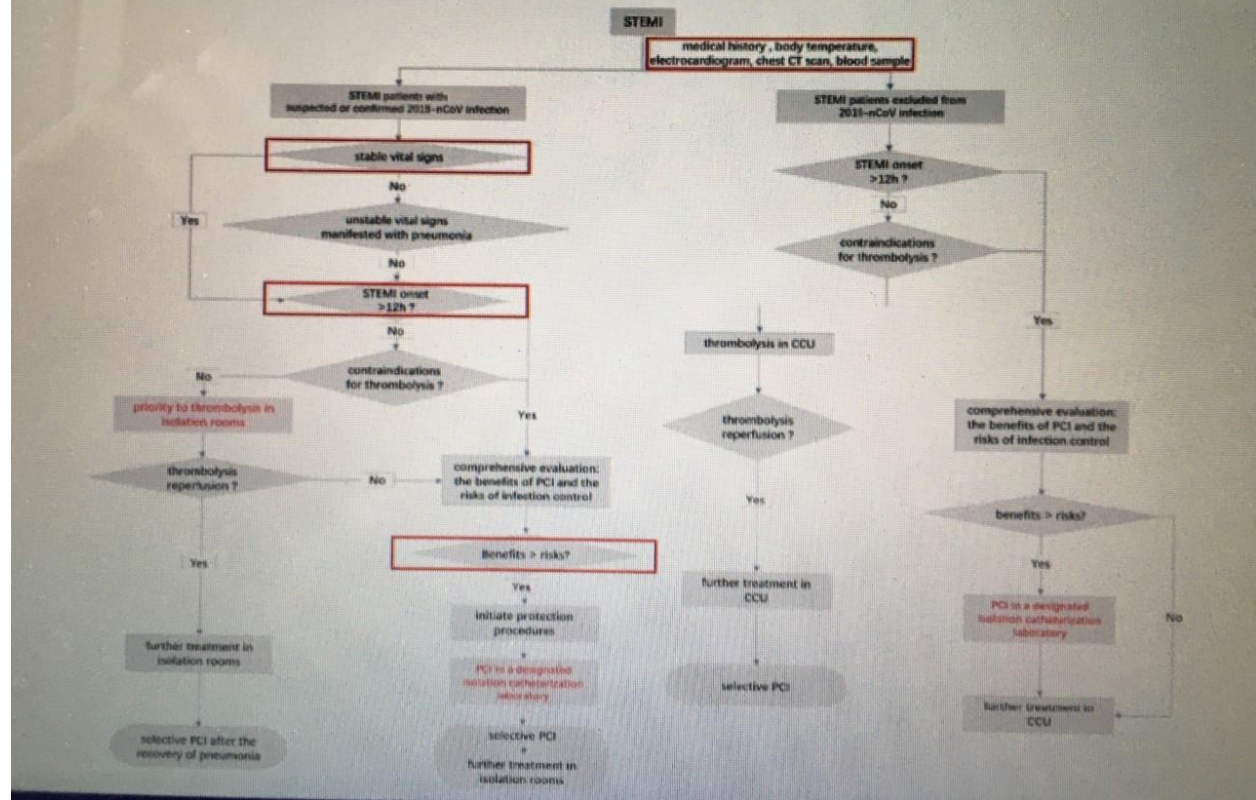 STEMI
medical history , body temperature,
electrocardiogram, chest CT scan, blood sample
STEMI patients with
suspected or confirmed 2019-nCoV infection
STEMI patients excluded from
2019-nCoV infection
stable vital signs
STEMI onset
>12h ?
No
No
Yes
unstable vital signs
manifested with pneumonia
contraindications
for thrombolysis ?
No
STEMI onset
>12h ?
Yes
No
thrombolysis in CCU
contraindications
for thrombolysis ?
No
priority to thrombolysis in
isolation rooms
Yes
comprehensive evaluation:
the benefits of PCI and the
risks of infection control
thrombolysis
reperfusion ?
thrombolysis
reperfusion ?
No
comprehensive evaluation:
the benefits of PCI and the
risks of infection control
Yes
benefits > risks?
Benefits > risks?
Yes
Yes
Yes
further treatment in
CCU
initiate protection
procedures
PCI in a designated
isolation catheterization
laboratory
No
further treatment in
isolation rooms
PCI in a designated
isolation catheterization
laboratory
selective PCI
further treatment in
CCU
selective PCI after the
recovery of pneumonia
selective PCI
+
further treatment in
isolation rooms